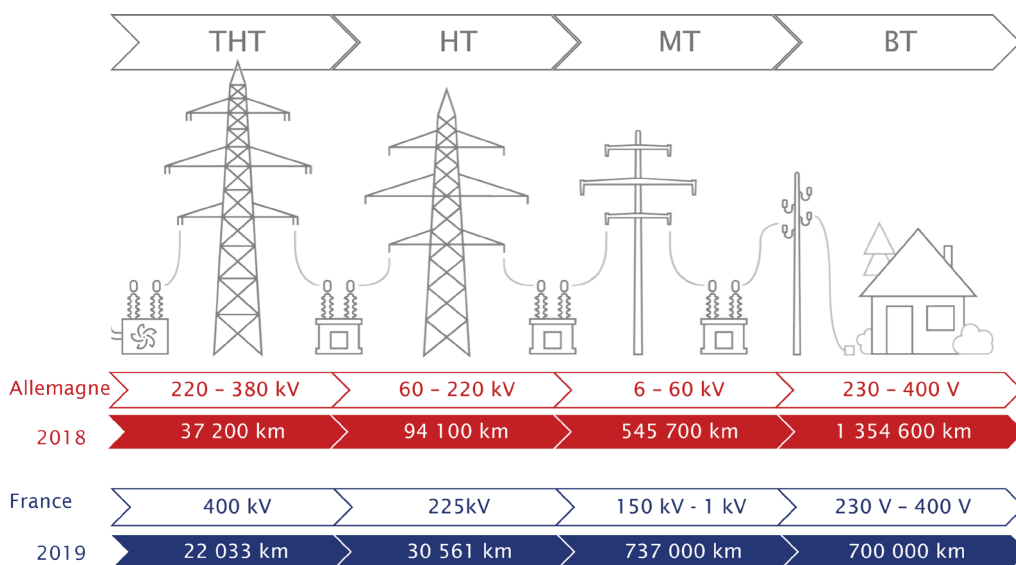 THT HT MT BT
Allemagne 220 – 380 kV 60 – 220 kV 6 – 60 kV 230 – 400 V
2018 37 200 km 94 100 km 545 700 km 1 354 600 km
France 400 kV 225kV 150 kV - 1 kV 230 V – 400 V
2019 22 033 km 30 561 km 737 000 km 700 000 km